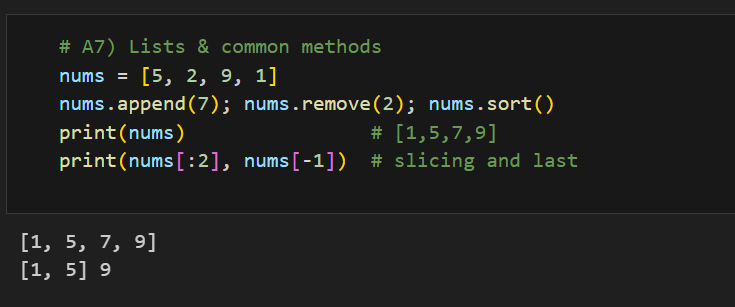 # A7) Lists & common methods
nums = [5, 2, 9, 1]
nums.append(7); nums.remove(2); nums.sort()
print(nums)                # [1,5,7,9]
print(nums[:2], nums[-1])  # slicing and last
[1, 5, 7, 9]
[1, 5] 9